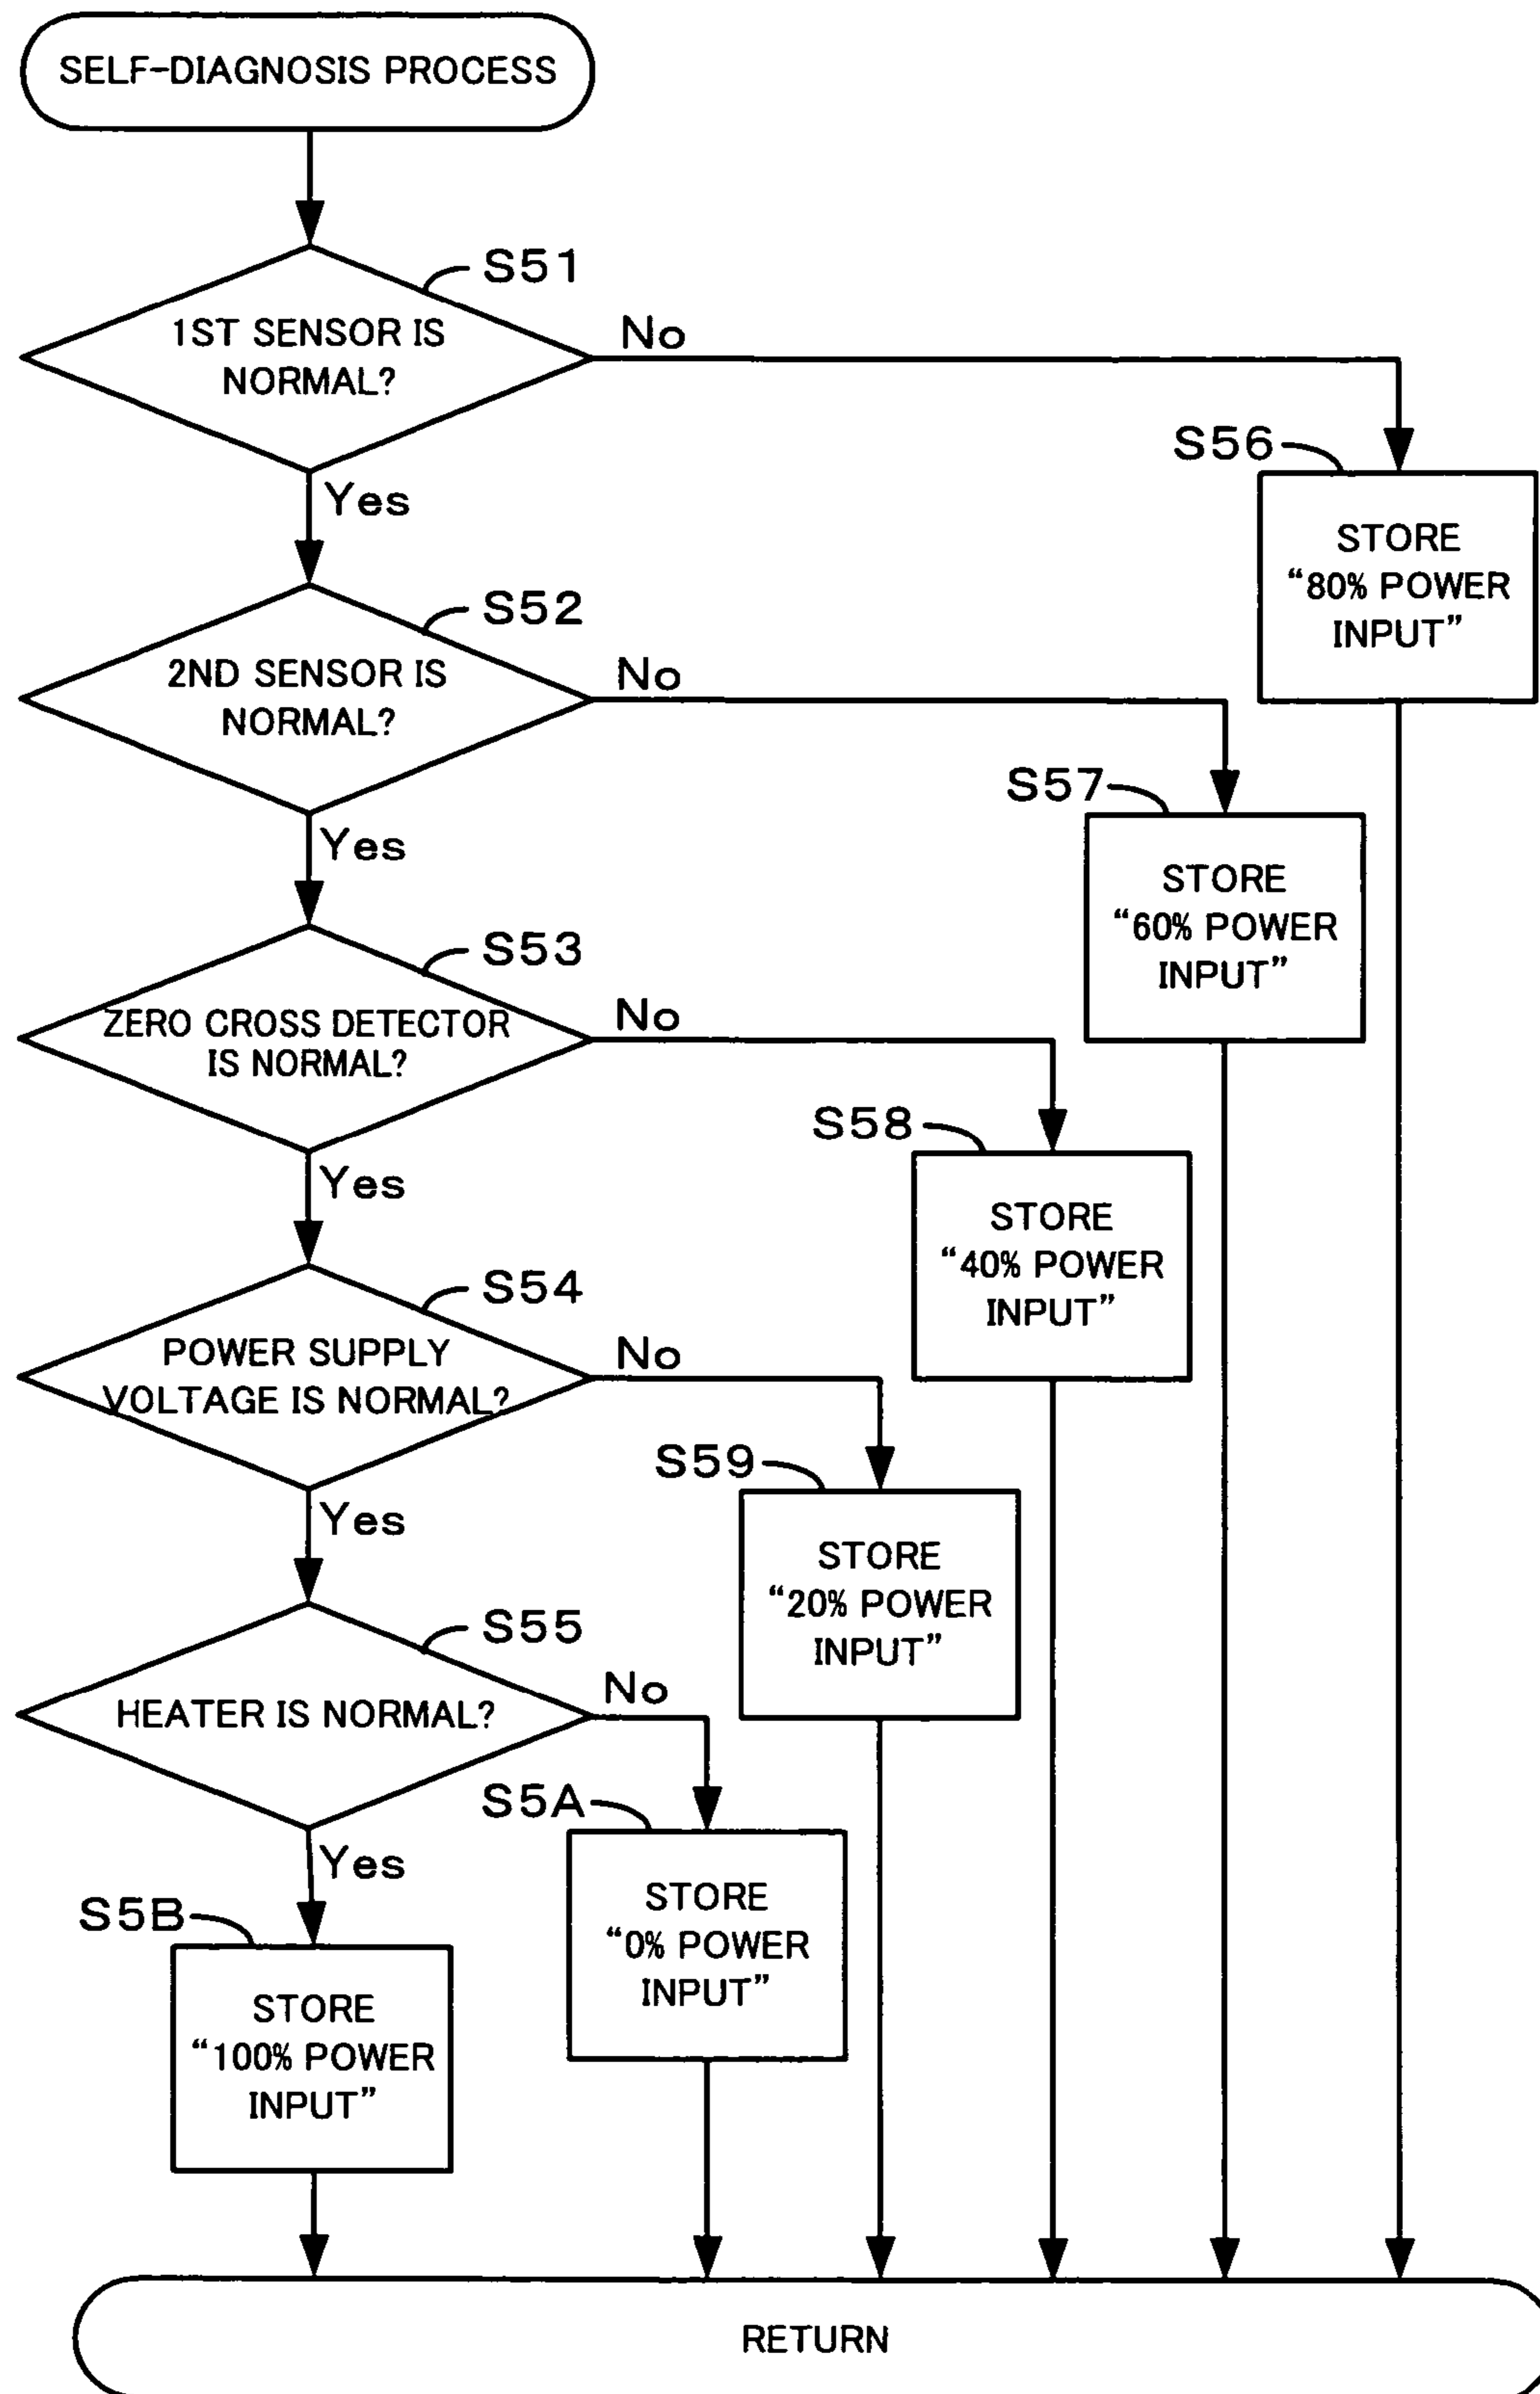 SELF-DIAGNOSIS PROCESS
S51
1ST SENSOR IS
NORMAL?
No
Yes
S56
STORE
“80% POWER
INPUT”
S52
2ND SENSOR IS
NORMAL?
No
Yes
S57
STORE
“60% POWER
INPUT”
S53
ZERO CROSS DETECTOR
IS NORMAL?
No
Yes
S58
STORE
“40% POWER
INPUT”
S54
POWER SUPPLY
VOLTAGE IS NORMAL?
No
Yes
S59
STORE
“20% POWER
INPUT”
S55
HEATER IS NORMAL?
No
Yes
S5A
STORE
“0% POWER
INPUT”
S5B
STORE
“100% POWER
INPUT”
RETURN